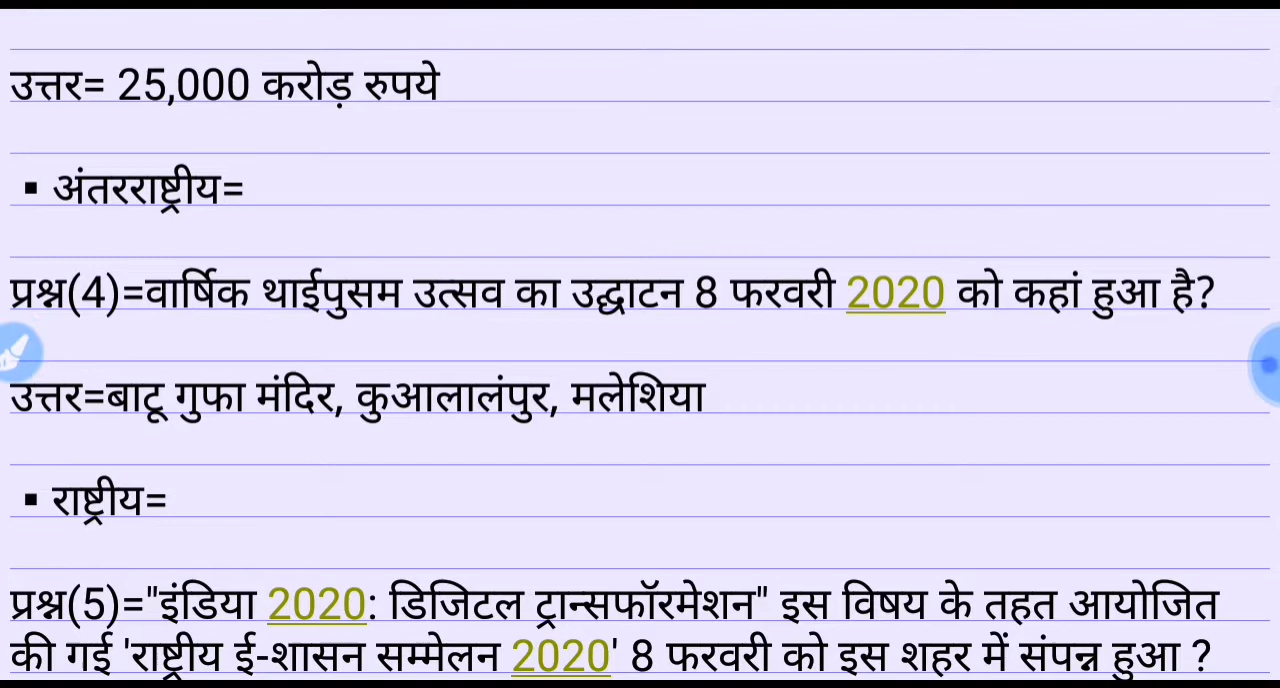 उत्तर= 25,000 करोड़ रुपये
▪ अंतरराष्ट्रीय=
प्रश्न(4)=वार्षिक थाईपुसम उत्सव का उद्घाटन 8 फरवरी 2020 को कहां हुआ है?
उत्तर=बाटू गुफा मंदिर, कुआलालंपुर, मलेशिया
▪ राष्ट्रीय=
प्रश्न(5)="इंडिया 2020: डिजिटल ट्रान्सफॉरमेशन" इस विषय के तहत आयोजित
की गई 'राष्ट्रीय ई-शासन सम्मेलन 2020' 8 फरवरी को इस शहर में संपन्न हुआ ?